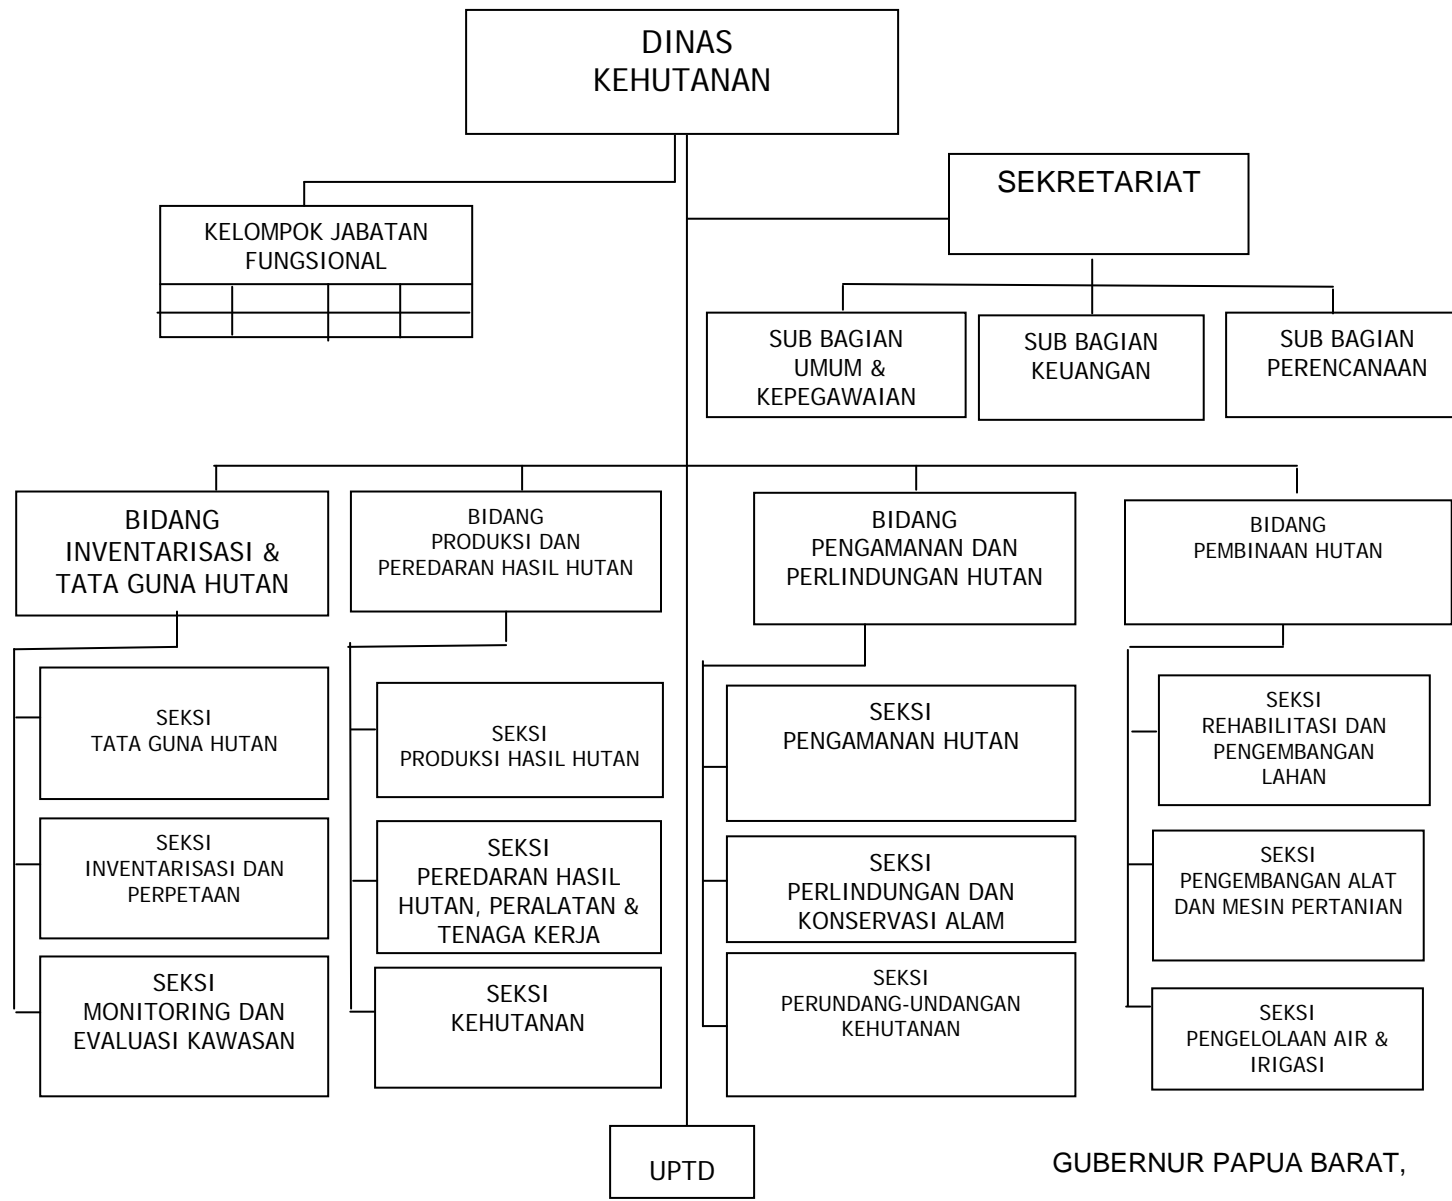 DINAS
KEHUTANAN
SEKRETARIAT
KELOMPOK JABATAN
FUNGSIONAL
SUB BAGIAN
UMUM &
KEPEGAWAIAN
SUB BAGIAN
KEUANGAN
SUB BAGIAN
PERENCANAAN
BIDANG
INVENTARISASI &
TATA GUNA HUTAN
BIDANG
PRODUKSI DAN
PEREDARAN HASIL HUTAN
BIDANG
PENGAMANAN DAN
PERLINDUNGAN HUTAN
BIDANG
PEMBINAAN HUTAN
SEKSI
TATA GUNA HUTAN
SEKSI
PRODUKSI HASIL HUTAN
SEKSI
PENGAMANAN HUTAN
SEKSI
REHABILITASI DAN
PENGEMBANGAN
LAHAN
SEKSI
INVENTARISASI DAN
PERPETAAN
SEKSI
PEREDARAN HASIL
HUTAN, PERALATAN &
TENAGA KERJA
SEKSI
PERLINDUNGAN DAN
KONSERVASI ALAM
SEKSI
PENGEMBANGAN ALAT
DAN MESIN PERTANIAN
SEKSI
MONITORING DAN
EVALUASI KAWASAN
SEKSI
KEHUTANAN
SEKSI
PERUNDANG-UNDANGAN
KEHUTANAN
SEKSI
PENGELOLAAN AIR &
IRIGASI
UPTD
GUBERNUR PAPUA BARAT,